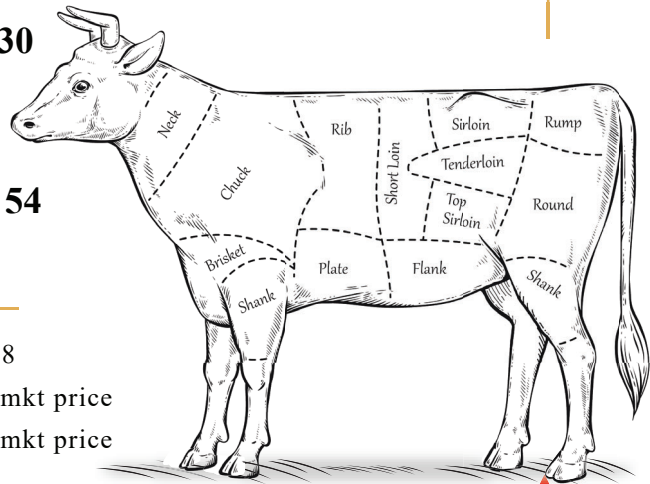 30
54
8
mkt price
mkt price
Neck
Chuck
Rib
Short Loin
Sirloin
Tenderloin
Top
Sirloin
Rump
Round
Brisket
Shank
Plate
Flank
Shank